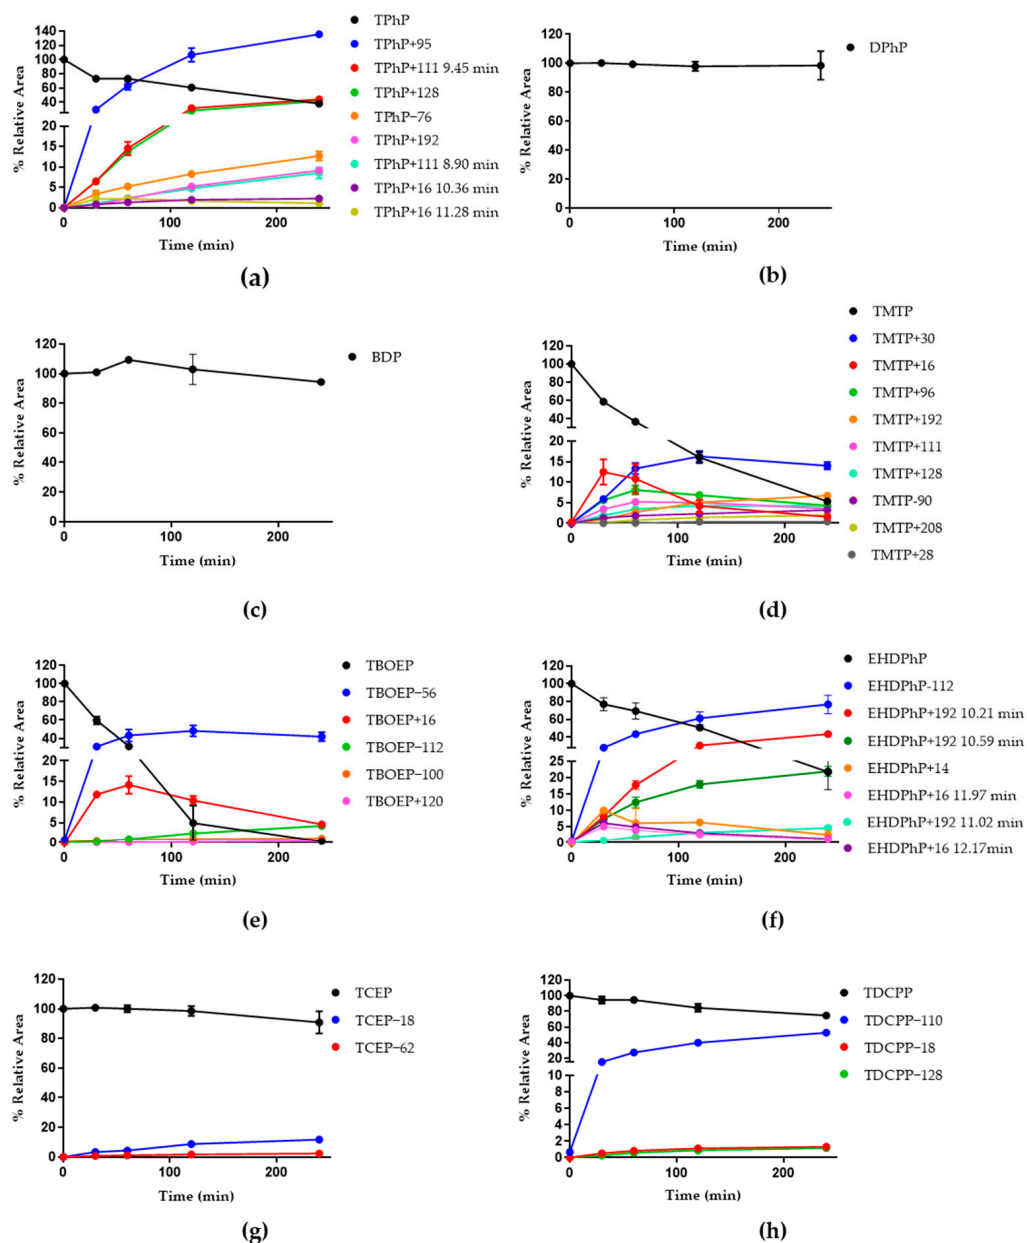 TPhP
TPhP+95
TPhP+111 9.45 min
TPhP+128
TPhP−76
TPhP+192
TPhP+111 8.90 min
TPhP+16 10.36 min
TPhP+16 11.28 min
% Relative Area
140
120
100
80
60
40
20
15
10
5
0
0 100 200
Time (min)
(a)
DPhP
% Relative Area
120
100
80
60
40
20
0
0 100 200
Time (min)
(b)
BDP
% Relative Area
120
100
80
60
40
20
0
0 100 200
Time (min)
(c)
TMTP
TMTP+30
TMTP+16
TMTP+96
TMTP+192
TMTP+111
TMTP+128
TMTP-90
TMTP+208
TMTP+28
% Relative Area
120
100
80
60
40
20
15
10
5
0
0 100 200
Time (min)
(d)
TBOEP
TBOEP−56
TBOEP+16
TBOEP−112
TBOEP−100
TBOEP+120
% Relative Area
120
100
80
60
40
20
15
10
5
0
0 100 200
Time (min)
(e)
EHDPhP
EHDPhP-112
EHDPhP+192 10.21 min
EHDPhP+192 10.59 min
EHDPhP+14
EHDPhP+16 11.97 min
EHDPhP+192 11.02 min
EHDPhP+16 12.17min
% Relative Area
120
100
80
60
40
25
20
15
10
5
0
0 100 200
Time (min)
(f)
TCEP
TCEP−18
TCEP−62
% Relative Area
120
100
80
60
40
20
0
0 100 200
Time (min)
(g)
TDCPP
TDCPP−110
TDCPP−18
TDCPP−128
% Relative Area
120
100
80
60
40
20
10
8
6
4
2
0
0 100 200
Time (min)
(h)